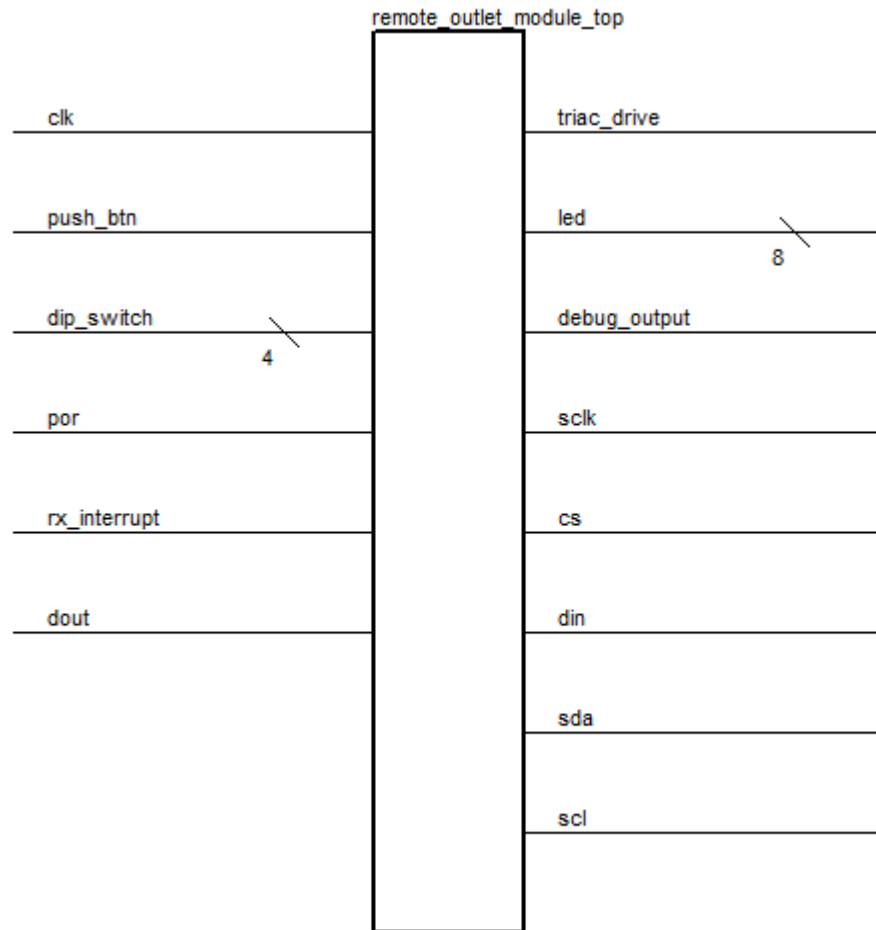 remote_outlet_module_top
clk
triac_drive
push_btn
led
8
dip_switch
4
debug_output
por
sclk
rx_interrupt
cs
dout
din
sda
scl